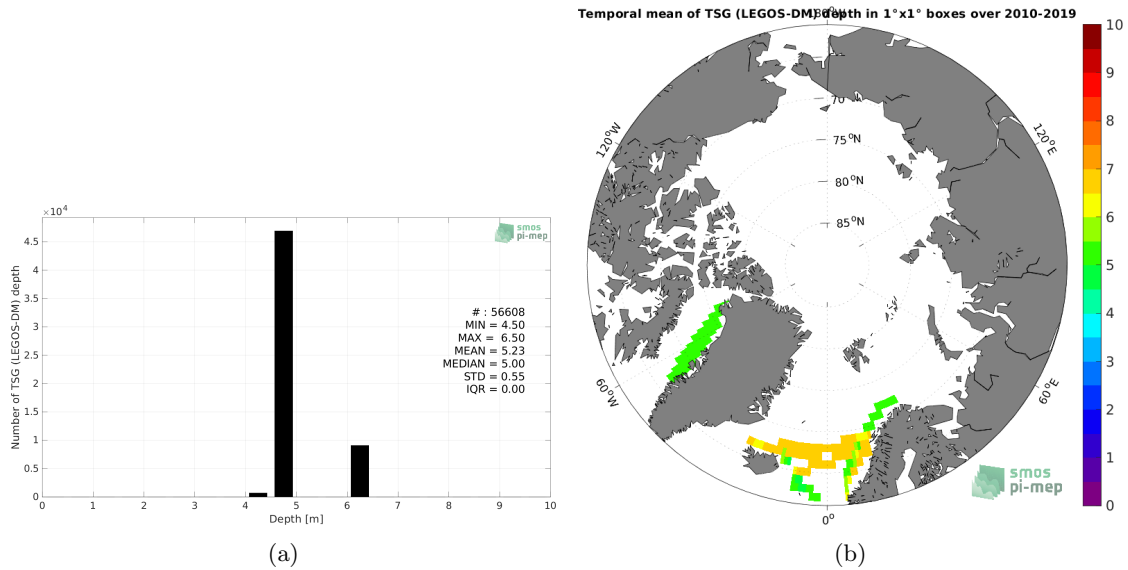 ×10⁴
4.5
4
3.5
3
2.5
2
1.5
1
0.5
0
Number of TSG (LEGOS-DM) depth
0 1 2 3 4 5 6 7 8 9 10
Depth [m]
smos
pi-mep
# : 56608
MIN = 4.50
MAX = 6.50
MEAN = 5.23
MEDIAN = 5.00
STD = 0.55
IQR = 0.00
(a)
Temporal mean of TSG (LEGOS-DM) depth in 1°x1° boxes over 2010-2019
180°W
120°W
120°E
70
75°N
80°N
85°N
60°W
60°E
0°
smos
pi-mep
10
9
8
7
6
5
4
3
2
1
0
(b)